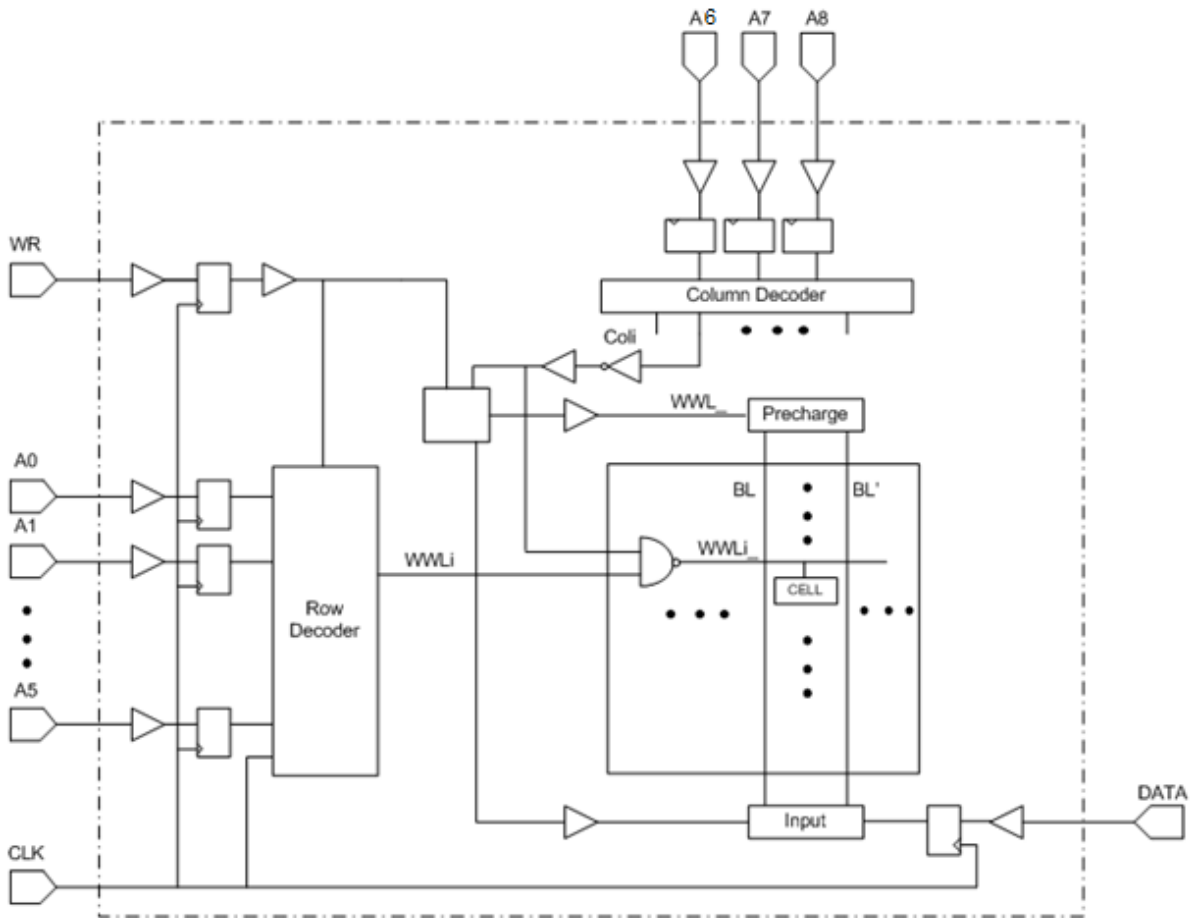 A6 A7 A8
WR
Column Decoder
Coli
WWL_
Precharge
A0
BL
BL'
A1
WWLi
WWLi_
CELL
Row
Decoder
A5
DATA
Input
CLK